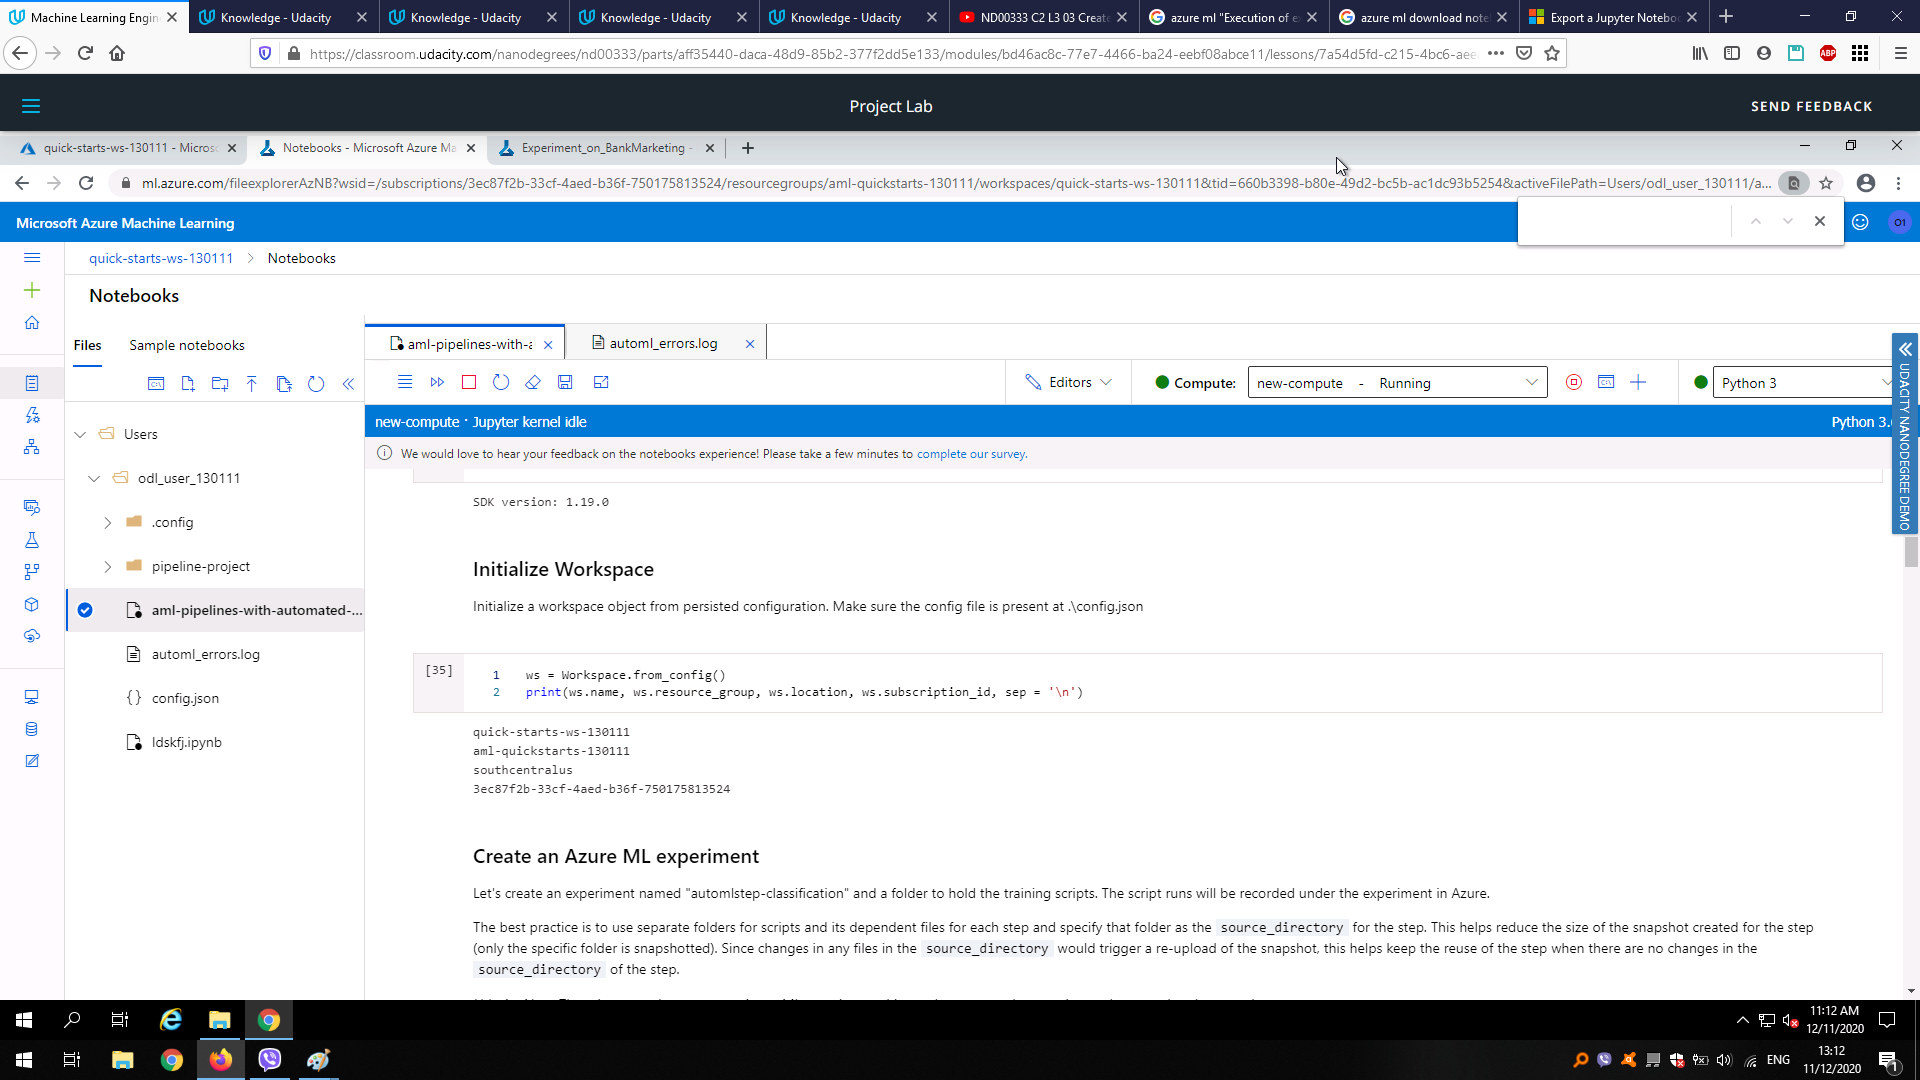 Machine Learning Engin
Knowledge - Udacity
Knowledge - Udacity
Knowledge - Udacity
Knowledge - Udacity
ND00333 C2 L3 03 Create
azure ml "Execution of e
azure ml download note
Export a Jupyter Notebo
https://classroom.udacity.com/nanodegrees/nd00333/parts/aff35440-daca-48d9-85b2-377f2dd5e133/modules/bd46ac8c-77e7-4466-ba24-eebf08abce11/lessons/7a54d5fd-c215-4bc6-aee
ABP
Project Lab
SEND FEEDBACK
quick-starts-ws-130111 - Micros
Notebooks - Microsoft Azure Ma
Experiment_on_BankMarketing -
ml.azure.com/fileexplorerAzNB?wsid=/subscriptions/3ec87f2b-33cf-4aed-b36f-750175813524/resourcegroups/aml-quickstarts-130111/workspaces/quick-starts-ws-130111&tid=660b3398-b80e-49d2-bc5b-ac1dc93b5254&activeFilePath=Users/odl_user_130111/a...
Microsoft Azure Machine Learning
quick-starts-ws-130111 > Notebooks
Notebooks
Files
Sample notebooks
aml-pipelines-with-a
automl_errors.log
Editors
Compute:
new-compute - Running
Python 3
new-compute · Jupyter kernel idle
Python 3.
We would love to hear your feedback on the notebooks experience! Please take a few minutes to complete our survey.
UDACITY NANODEGREE DEMO
Users
odl_user_130111
.config
pipeline-project
aml-pipelines-with-automated-...
automl_errors.log
{} config.json
ldskfj.ipynb
SDK version: 1.19.0
Initialize Workspace
Initialize a workspace object from persisted configuration. Make sure the config file is present at .\config.json
[35]
1 ws = Workspace.from_config()
2 print(ws.name, ws.resource_group, ws.location, ws.subscription_id, sep = '\n')
quick-starts-ws-130111
aml-quickstarts-130111
southcentralus
3ec87f2b-33cf-4aed-b36f-750175813524
Create an Azure ML experiment
Let's create an experiment named "automlstep-classification" and a folder to hold the training scripts. The script runs will be recorded under the experiment in Azure.
The best practice is to use separate folders for scripts and its dependent files for each step and specify that folder as the source_directory for the step. This helps reduce the size of the snapshot created for the step
(only the specific folder is snapshotted). Since changes in any files in the source_directory would trigger a re-upload of the snapshot, this helps keep the reuse of the step when there are no changes in the
source_directory of the step.
11:12 AM
12/11/2020
ENG
13:12
11/12/2020
1